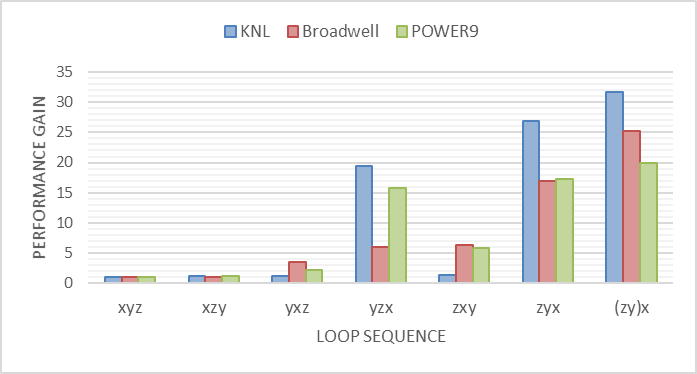 KNL Broadwell POWER9
PERFORMANCE GAIN
35
30
25
20
15
10
5
0
xyz xzy yxz yzx zxy zyx (zy)x
LOOP SEQUENCE